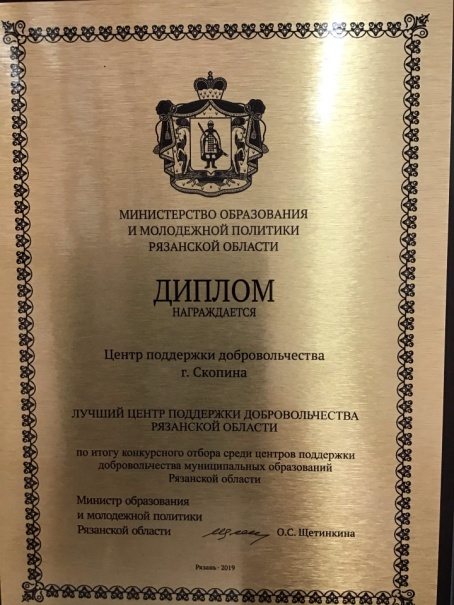 МИНИСТЕРСТВО ОБРАЗОВАНИЯ
И МОЛОДЕЖНОЙ ПОЛИТИКИ
РЯЗАНСКОЙ ОБЛАСТИ
ДИПЛОМ
НАГРАЖДАЕТСЯ
Центр поддержки добровольчества
г. Скопина
ЛУЧШИЙ ЦЕНТР ПОДДЕРЖКИ ДОБРОВОЛЬЧЕСТВА
РЯЗАНСКОЙ ОБЛАСТИ
по итогу конкурсного отбора среди центров поддержки
добровольчества муниципальных образований
Рязанской области
Министр образования
и молодежной политики
Рязанской области О.С. Щетинкина
Рязань - 2019